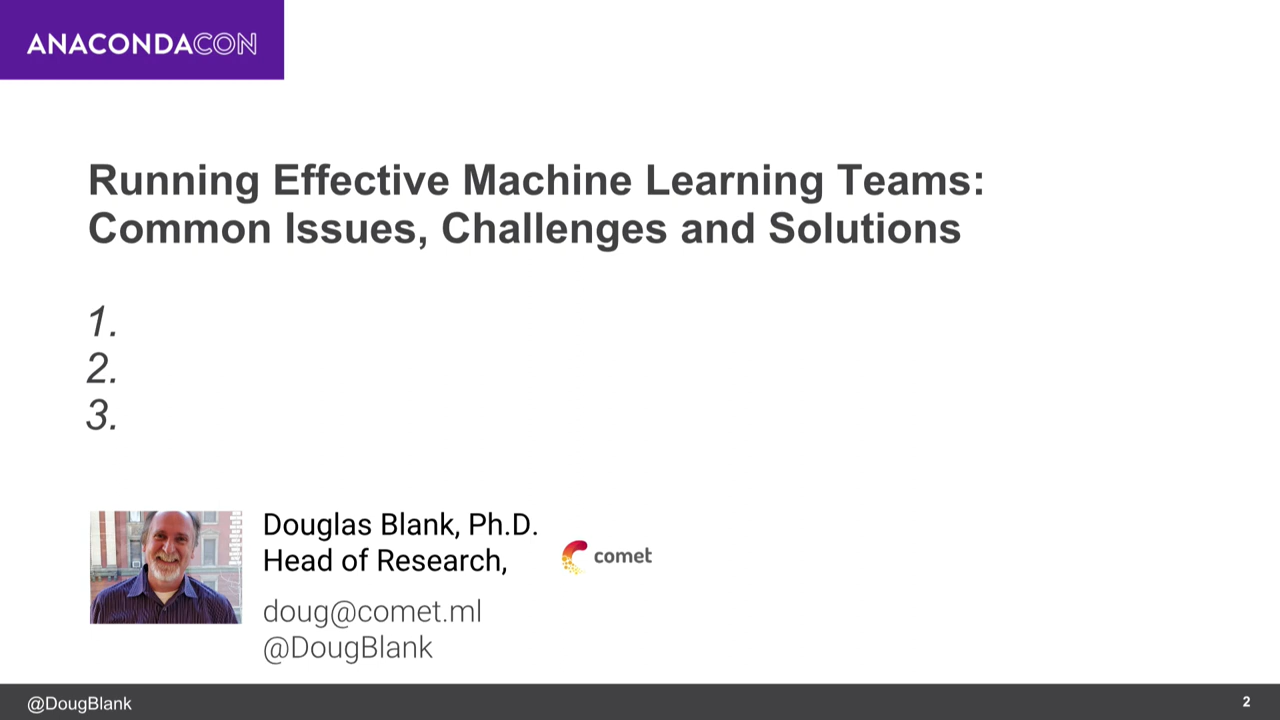 ANACONDACON
Running Effective Machine Learning Teams:
Common Issues, Challenges and Solutions
1.
2.
3.
Douglas Blank, Ph.D.
Head of Research,
comet
doug@comet.ml
@DougBlank
@DougBlank
2